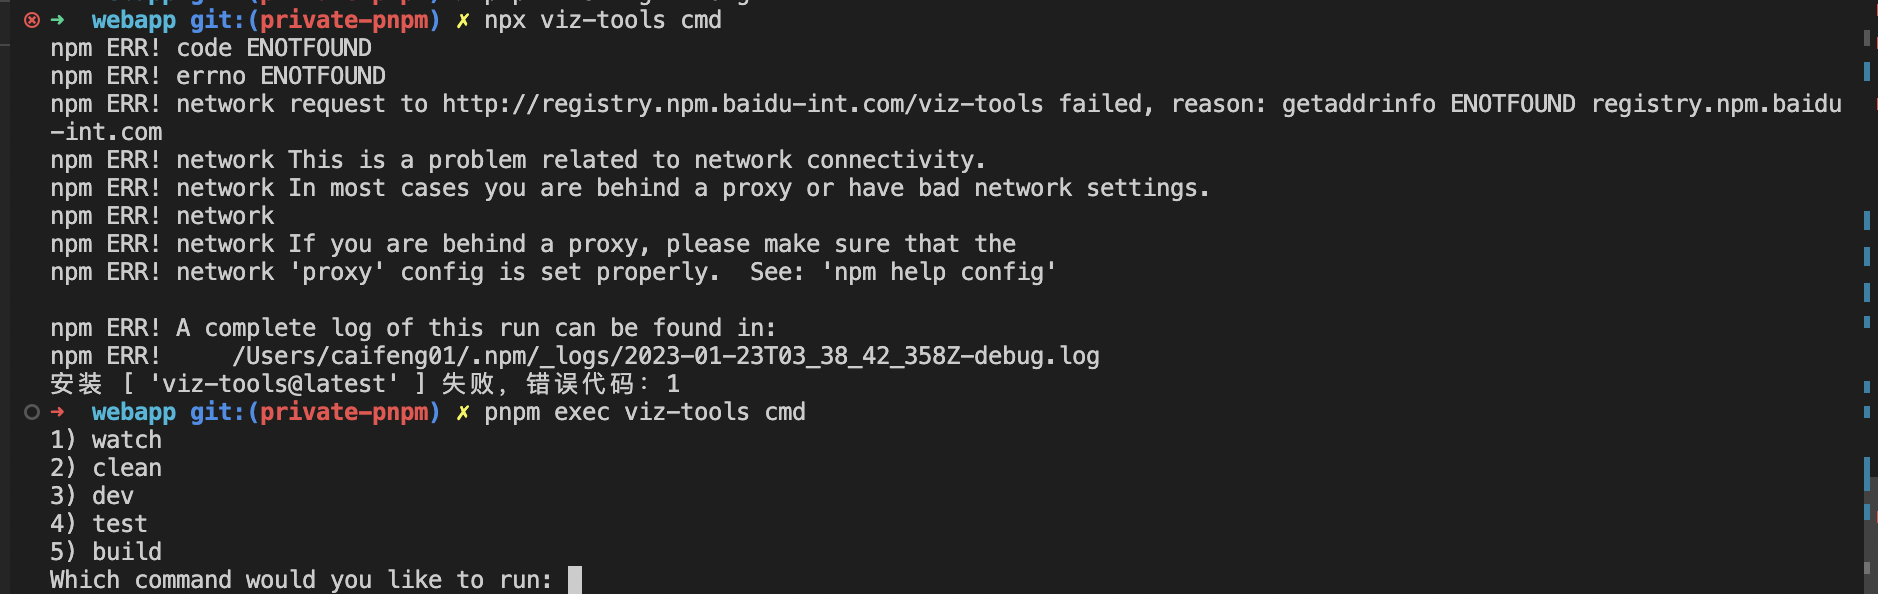 ➜ webapp git:(private-pnpm) ✗ npx viz-tools cmd
npm ERR! code ENOTFOUND
npm ERR! errno ENOTFOUND
npm ERR! network request to http://registry.npm.baidu-int.com/viz-tools failed, reason: getaddrinfo ENOTFOUND registry.npm.baidu
-int.com
npm ERR! network This is a problem related to network connectivity.
npm ERR! network In most cases you are behind a proxy or have bad network settings.
npm ERR! network
npm ERR! network If you are behind a proxy, please make sure that the
npm ERR! network 'proxy' config is set properly.  See: 'npm help config'
npm ERR! A complete log of this run can be found in:
npm ERR!     /Users/caifeng01/.npm/_logs/2023-01-23T03_38_42_358Z-debug.log
安装 [ 'viz-tools@latest' ] 失败, 错误代码: 1
➜ webapp git:(private-pnpm) ✗ pnpm exec viz-tools cmd
1) watch
2) clean
3) dev
4) test
5) build
Which command would you like to run: